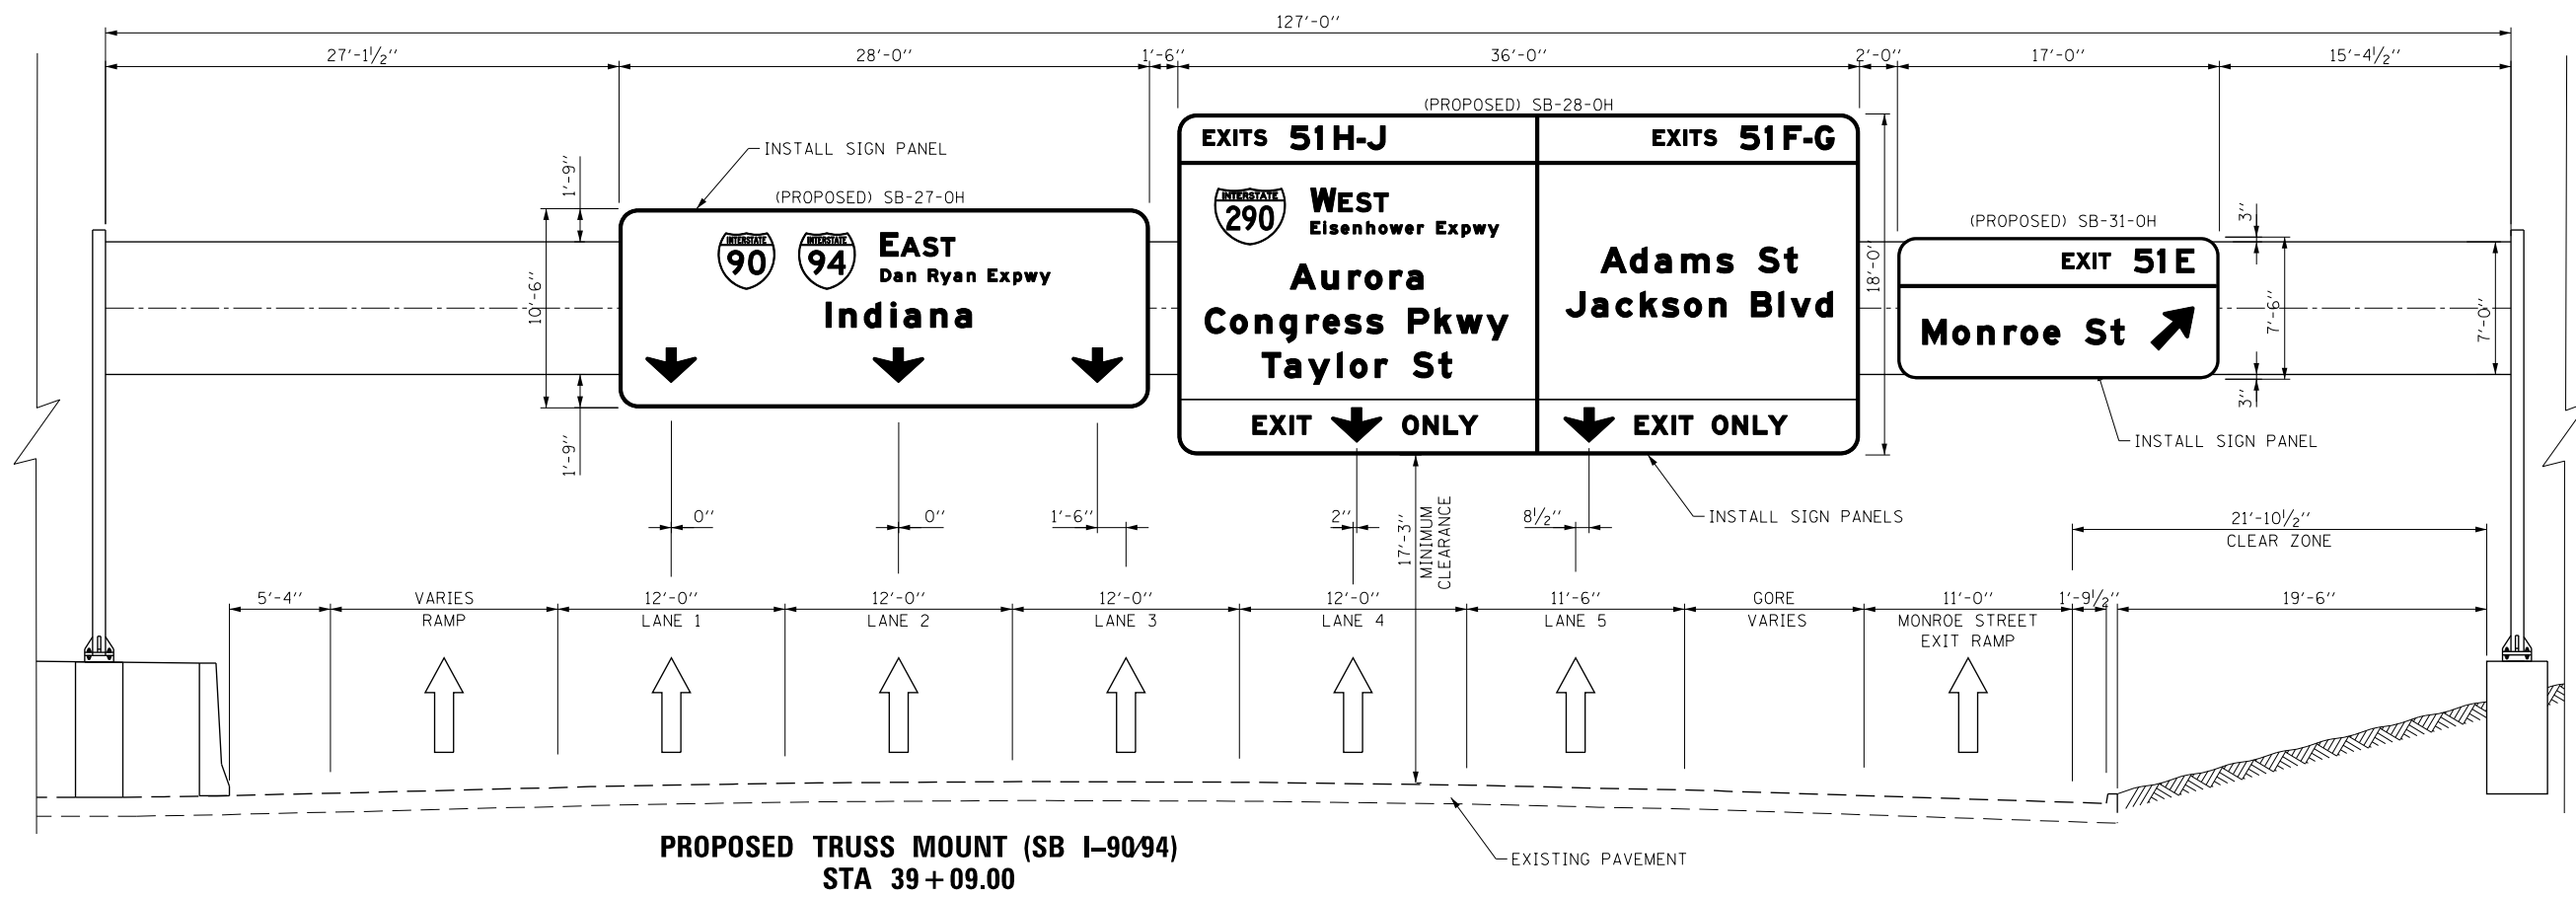 127'-0''
27'-1½'' 28'-0'' 1'-6'' 36'-0'' 2'-0'' 17'-0'' 15'-4½''
(PROPOSED) SB-28-OH
INSTALL SIGN PANEL
(PROPOSED) SB-27-OH
1'-9''
10'-6''
1'-9''
INTERSTATE
90
INTERSTATE
94
EAST
Dan Ryan Expwy
Indiana
EXITS 51H-J
INTERSTATE
290
WEST
Eisenhower Expwy
Aurora
Congress Pkwy
Taylor St
EXIT ONLY
EXITS 51F-G
Adams St
Jackson Blvd
EXIT ONLY
18'-0''
(PROPOSED) SB-31-OH
EXIT 51E
Monroe St
3''
7'-6''
3''
7'-0''
INSTALL SIGN PANEL
INSTALL SIGN PANELS
0'' 0'' 1'-6'' 2'' 8½''
17'-3''
MINIMUM
CLEARANCE
21'-10½''
CLEAR ZONE
5'-4''
VARIES
RAMP
12'-0''
LANE 1
12'-0''
LANE 2
12'-0''
LANE 3
12'-0''
LANE 4
11'-6''
LANE 5
GORE
VARIES
11'-0''
MONROE STREET
EXIT RAMP
1'-9½''
19'-6''
EXISTING PAVEMENT
PROPOSED TRUSS MOUNT (SB I-90/94)
STA 39+09.00